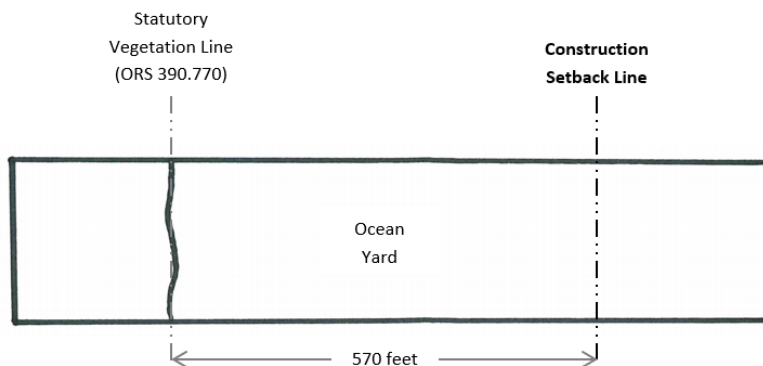 Statutory
Vegetation Line
(ORS 390.770)
Construction
Setback Line
Ocean
Yard
570 feet